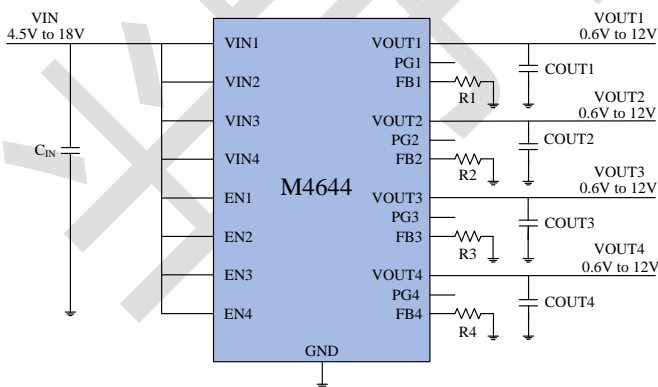 VIN
4.5V to 18V
C_IN
VIN1
VIN2
VIN3
VIN4
EN1
EN2
EN3
EN4
M4644
GND
VOUT1
PG1
FB1
VOUT2
PG2
FB2
VOUT3
PG3
FB3
VOUT4
PG4
FB4
R1
R2
R3
R4
VOUT1
0.6V to 12V
COUT1
VOUT2
0.6V to 12V
COUT2
VOUT3
0.6V to 12V
COUT3
VOUT4
0.6V to 12V
COUT4